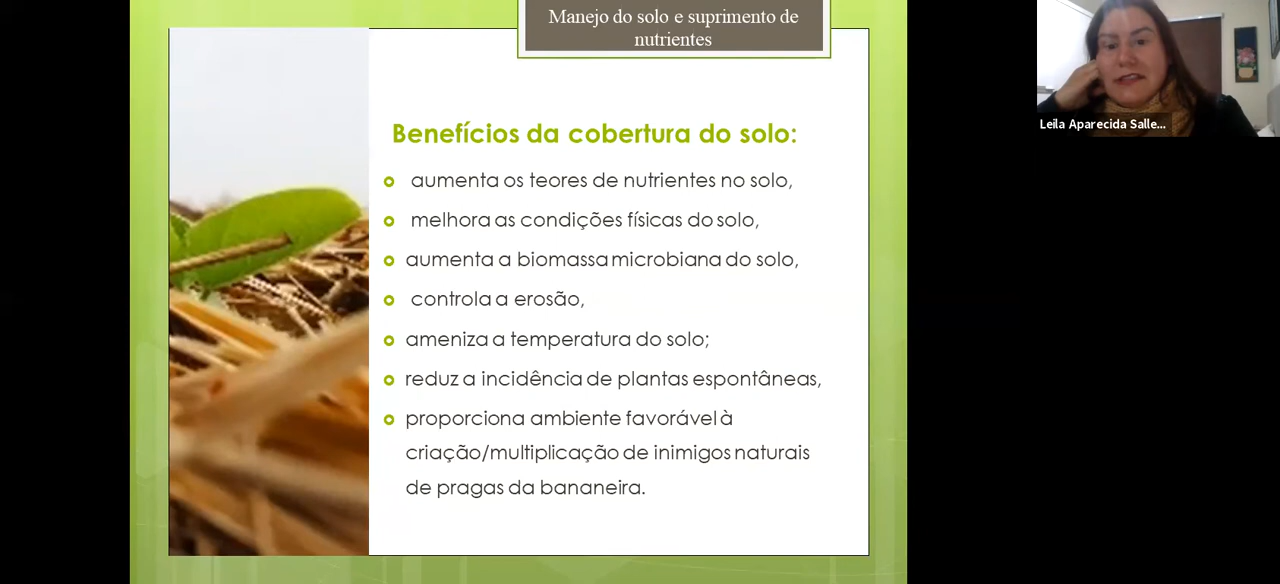 Manejo do solo e suprimento de
nutrientes
Benefícios da cobertura do solo:
aumenta os teores de nutrientes no solo,
melhora as condições físicas do solo,
aumenta a biomassa microbiana do solo,
controla a erosão,
ameniza a temperatura do solo;
reduz a incidência de plantas espontâneas,
proporciona ambiente favorável à
criação/multiplicação de inimigos naturais
de pragas da bananeira.
Leila Aparecida Salle...